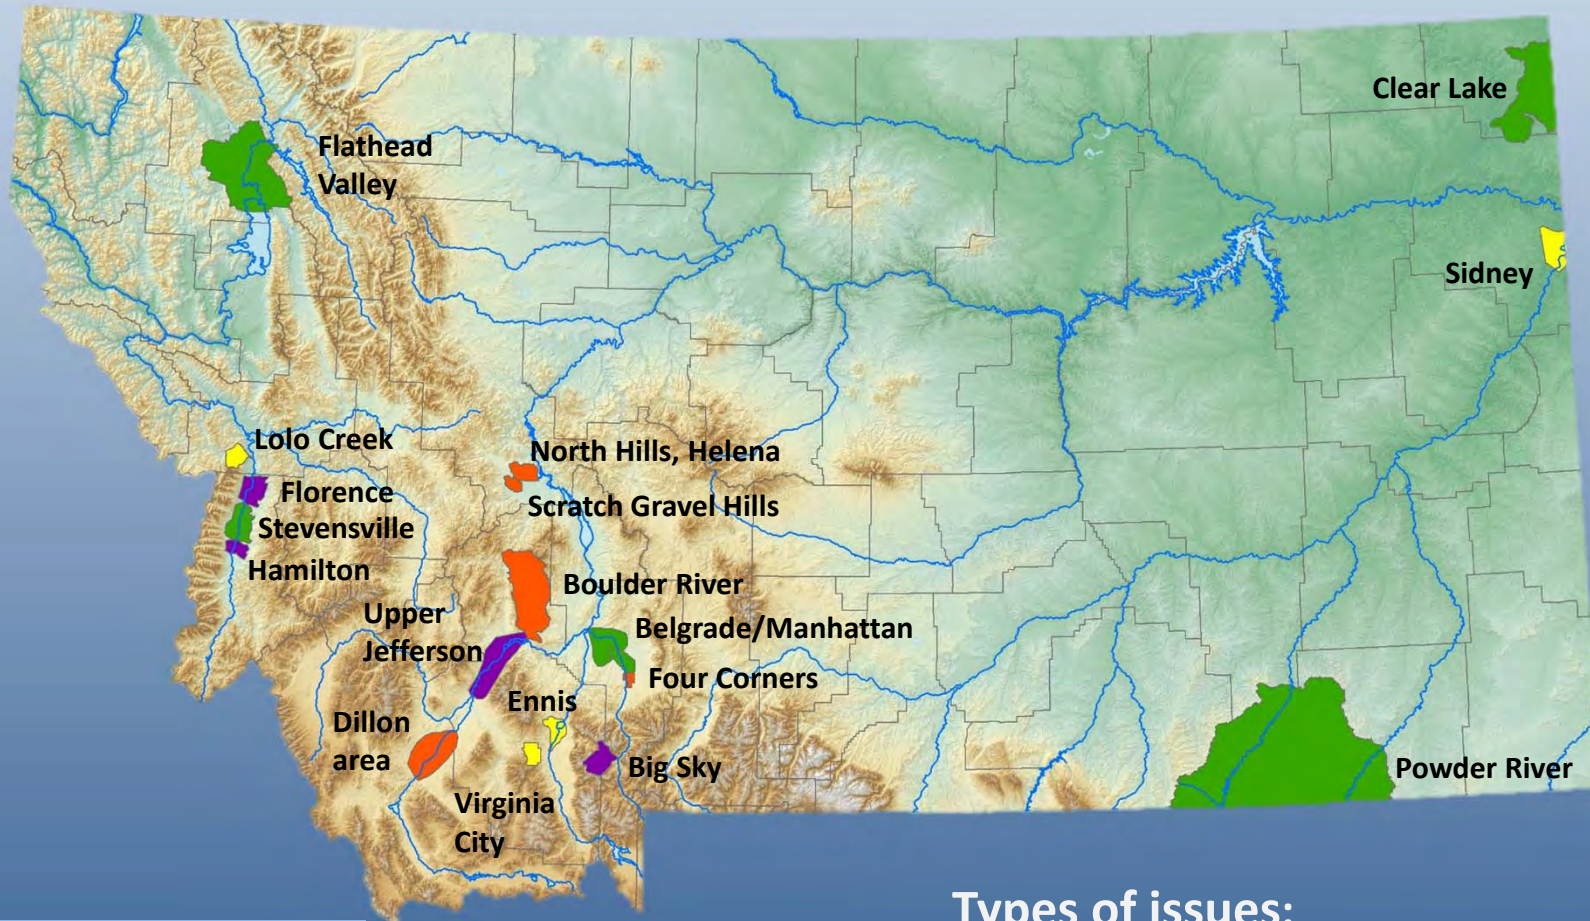 Clear Lake
Flathead
Valley
Sidney
Lolo Creek
North Hills, Helena
Florence
Scratch Gravel Hills
Stevensville
Hamilton
Boulder River
Upper
Jefferson
Belgrade/Manhattan
Four Corners
Ennis
Dillon
area
Big Sky
Powder River
Virginia
City
Types of issues: